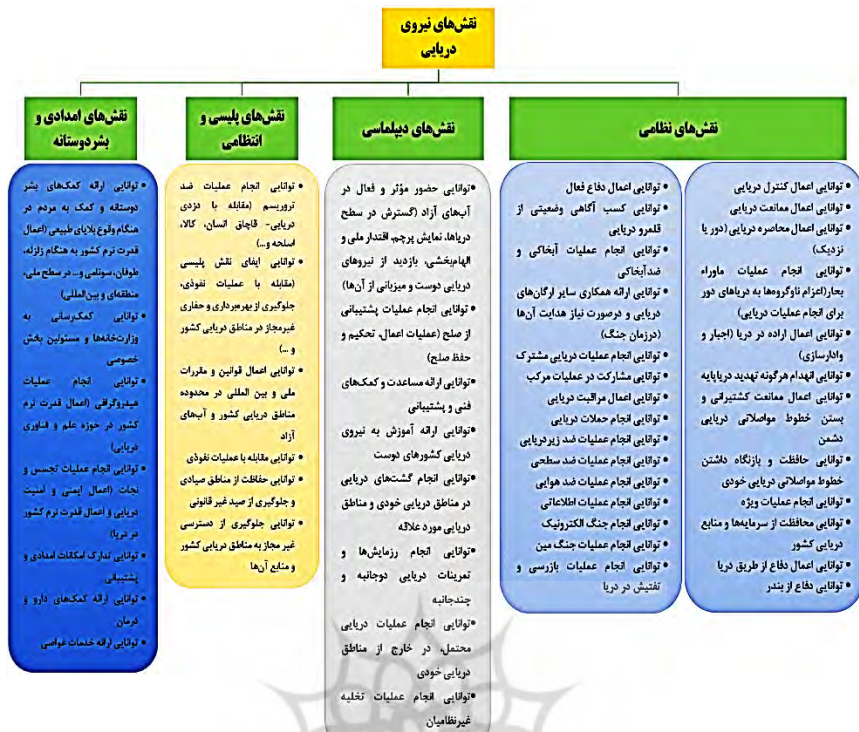 نقش‌های نیروی
دریایی
نقش‌های نظامی
نقش‌های دیپلماسی
نقش‌های پلیسی و
انتظامی
نقش‌های امدادی و
بشردوستانه
توانایی اعمال کنترل دریایی
توانایی اعمال ممانعت دریایی
توانایی اعمال محاصره دریایی (دور یا
نزدیک)
توانایی انجام عملیات ماوراء
بحار(اعزام ناوگروه‌ها به دریاهای دور
برای انجام عملیات دریایی)
توانایی اعمال اراده در دریا (اجبار و
وادارسازی)
توانایی انهدام هرگونه تهدید دریاپایه
توانایی اعمال ممانعت کشتیرانی و
بستن خطوط مواصلاتی دریایی
دشمن
توانایی حافظت و بازنگاه داشتن
خطوط مواصلاتی دریایی خودی
توانایی انجام عملیات ویژه
توانایی محافظت از سرمایه‌ها و منابع
دریایی کشور
توانایی اعمال دفاع از طریق دریا
توانایی دفاع از بندر
توانایی اعمال دفاع فعال
توانایی کسب آگاهی وضعیتی از
قلمرو دریایی
توانایی انجام عملیات آبخاکی و
ضدآبخاکی
توانایی ارائه همکاری سایر ارگان‌های
دریایی و درصورت نیاز هدایت آن‌ها
(درزمان جنگ)
توانایی انجام عملیات دریایی مشترک
توانایی مشارکت در عملیات مرکب
توانایی اعمال مراقبت دریایی
توانایی انجام حملات دریایی
توانایی انجام عملیات ضد زیردریایی
توانایی انجام عملیات ضد سطحی
توانایی انجام عملیات ضد هوایی
توانایی انجام عملیات اطلاعاتی
توانایی انجام جنگ الکترونیک
توانایی انجام عملیات جنگ مین
توانایی انجام عملیات بازرسی و
تفتیش در دریا
توانایی حضور مؤثر و فعال در
آب‌های آزاد (گسترش در سطح
دریاها، نمایش پرچم، اقتدار ملی و
الهام‌بخشی، بازدید از نیروهای
دریایی دوست و میزبانی از آن‌ها)
توانایی انجام عملیات پشتیبانی
از صلح (عملیات اعمال، تحکیم و
حفظ صلح)
توانایی ارائه مساعدت و کمک‌های
فنی و پشتیبانی
توانایی ارائه آموزش به نیروی
دریایی کشورهای دوست
توانایی انجام گشت‌های دریایی
در مناطق دریایی خودی و مناطق
دریایی مورد علاقه
توانایی انجام رزمایش‌ها و
تمرینات دریایی دوجانبه و
چندجانبه
توانایی انجام عملیات دریایی
محتمل، در خارج از مناطق
دریایی خودی
توانایی انجام عملیات تخلیه
غیرنظامیان
توانایی انجام عملیات ضد
تروریسم (مقابله با دزدی
دریایی- قاچاق انسان، کالا،
اسلحه و...)
توانایی ایفای نقش پلیسی
(مقابله با عملیات نفوذی،
جلوگیری از بهره‌برداری و حفاری
غیرمجاز در مناطق دریایی کشور
و ...)
توانایی اعمال قوانین و مقررات
ملی و بین المللی در محدوده
مناطق دریایی کشور و آب‌های
آزاد
توانایی مقابله با عملیات نفوذی
توانایی حفاظت از مناطق صیادی
و جلوگیری از صید غیر قانونی
توانایی جلوگیری از دسترسی
غیر مجاز به مناطق دریایی کشور
و منابع آن‌ها
توانایی ارائه کمک‌های بشر
دوستانه و کمک به مردم در
هنگام وقوع بلایای طبیعی (اعمال
قدرت نرم کشور به هنگام زلزله،
طوفان، سونامی و... در سطح ملی،
منطقه‌ای و بین‌المللی)
توانایی کمک‌رسانی به
وزارت‌خانه‌ها و مسئولین بخش
خصوصی
توانایی انجام عملیات
هیدروگرافی (اعمال قدرت نرم
کشور در حوزه علم و فناوری
دریایی)
توانایی انجام عملیات تجسس و
نجات (اعمال ایمنی و امنیت
دریایی و اعمال قدرت نرم کشور
در دریا)
توانایی تدارک امکانات امدادی و
پشتیبانی
توانایی ارائه کمک‌های دارو و
درمان
توانایی ارائه خدمات غواصی